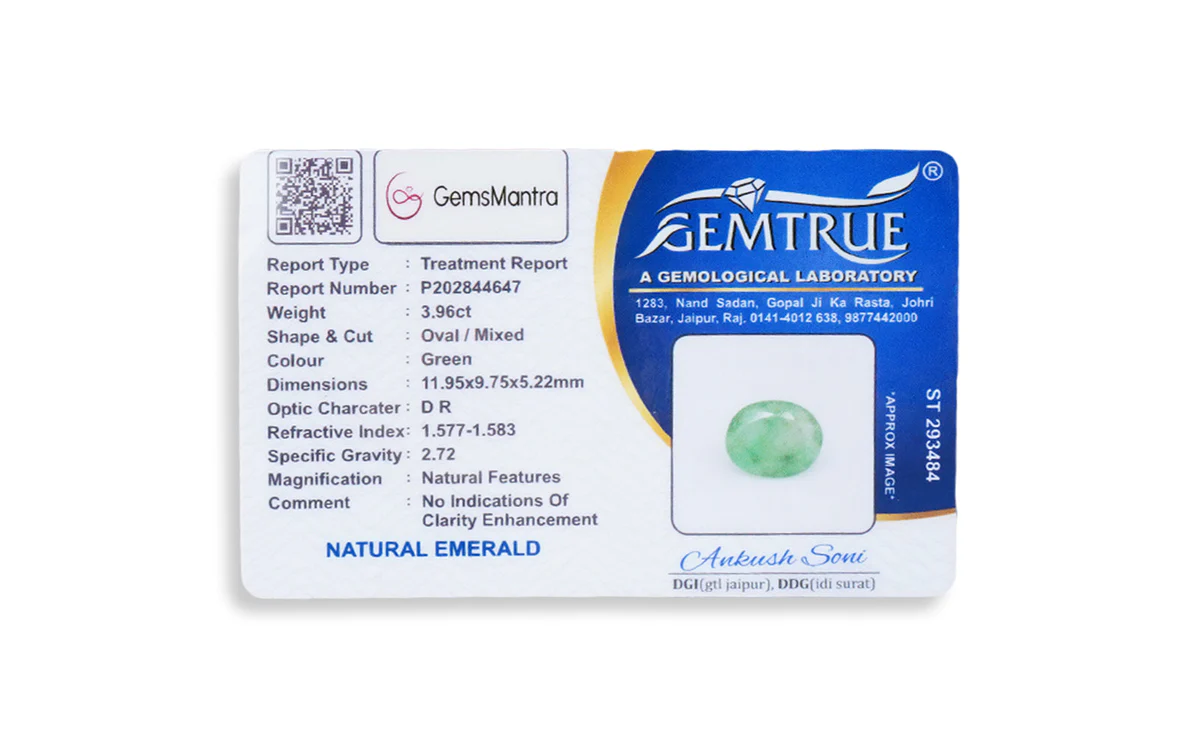 GemsMantra
Report Type : Treatment Report
Report Number : P202844647
Weight : 3.96ct
Shape & Cut : Oval / Mixed
Colour : Green
Dimensions : 11.95x9.75x5.22mm
Optic Charcater : D R
Refractive Index: 1.577-1.583
Specific Gravity : 2.72
Magnification : Natural Features
Comment : No Indications Of
Clarity Enhancement
NATURAL EMERALD
GEMTRUE ®
A GEMOLOGICAL LABORATORY
1283, Nand Sadan, Gopal Ji Ka Rasta, Johri
Bazar, Jaipur, Raj. 0141-4012 638, 9877442000
*APPROX IMAGE*
ST 293484
Ankush Soni
DGI(gtl jaipur), DDG(idi surat)